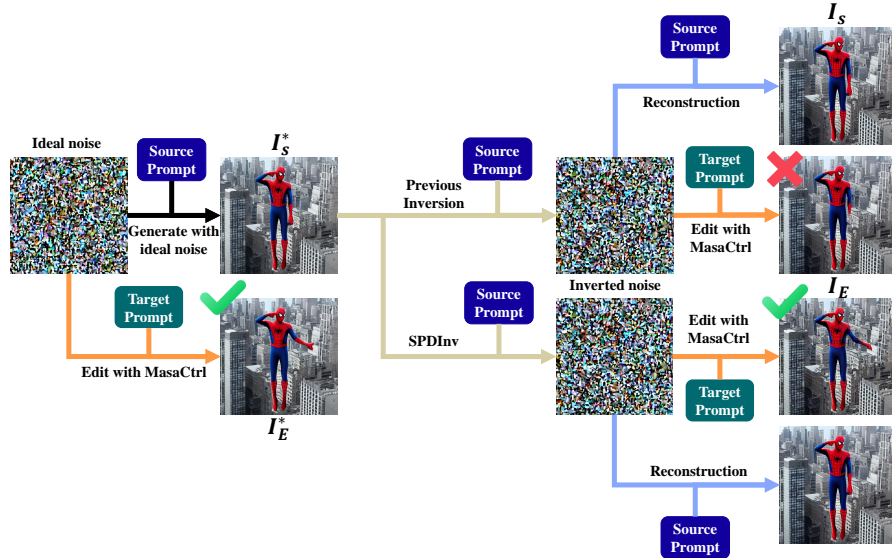 I_s
Source
Prompt
Reconstruction
Ideal noise
Source
Prompt
I_s^*
Generate with
ideal noise
Previous
Inversion
Source
Prompt
Target
Prompt
Edit with
MasaCtrl
Target
Prompt
Edit with MasaCtrl
I_E^*
Source
Prompt
SPDInv
Inverted noise
Edit with
MasaCtrl
Target
Prompt
I_E
Reconstruction
Source
Prompt